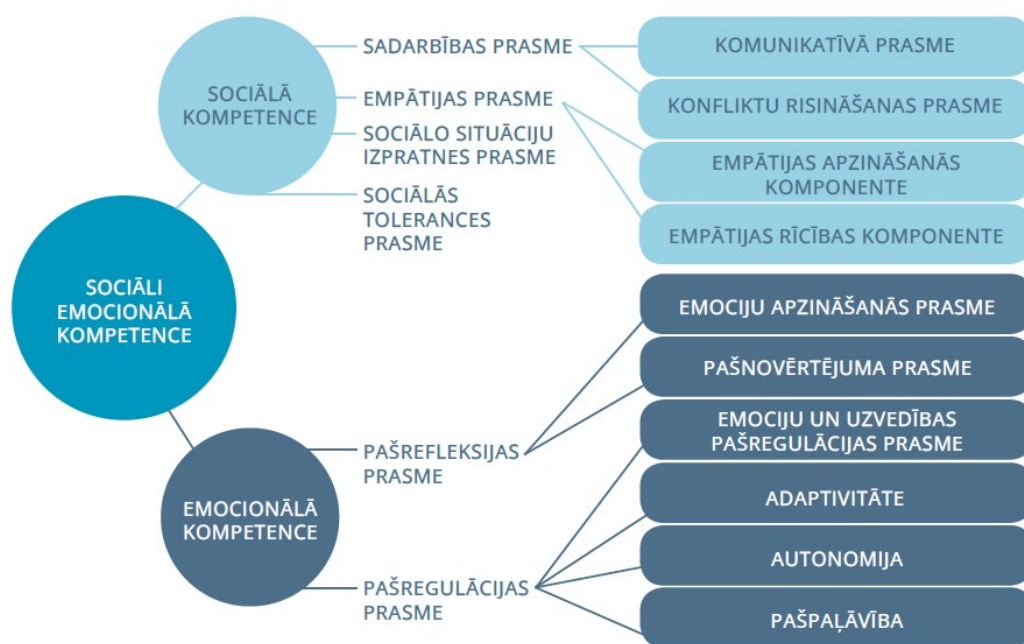 SOCIĀLI
EMOCIONĀLĀ
KOMPETENCE
SOCIĀLĀ
KOMPETENCE
SADARBĪBAS PRASME
EMPĀTIJAS PRASME
SOCIĀLO SITUĀCIJU
IZPRATNES PRASME
SOCIĀLĀS
TOLERANCES
PRASME
KOMUNIKATĪVĀ PRASME
KONFLIKTU RISINĀŠANAS PRASME
EMPĀTIJAS APZINĀŠANĀS
KOMPONENTE
EMPĀTIJAS RĪCĪBAS KOMPONENTE
EMOCIONĀLĀ
KOMPETENCE
PAŠREFLEKSIJAS
PRASME
PAŠREGULĀCIJAS
PRASME
EMOCIJU APZINĀŠANĀS PRASME
PAŠNOVĒRTĒJUMA PRASME
EMOCIJU UN UZVEDĪBAS
PAŠREGULĀCIJAS PRASME
ADAPTIVITĀTE
AUTONOMIJA
PAŠPAĻĀVĪBA